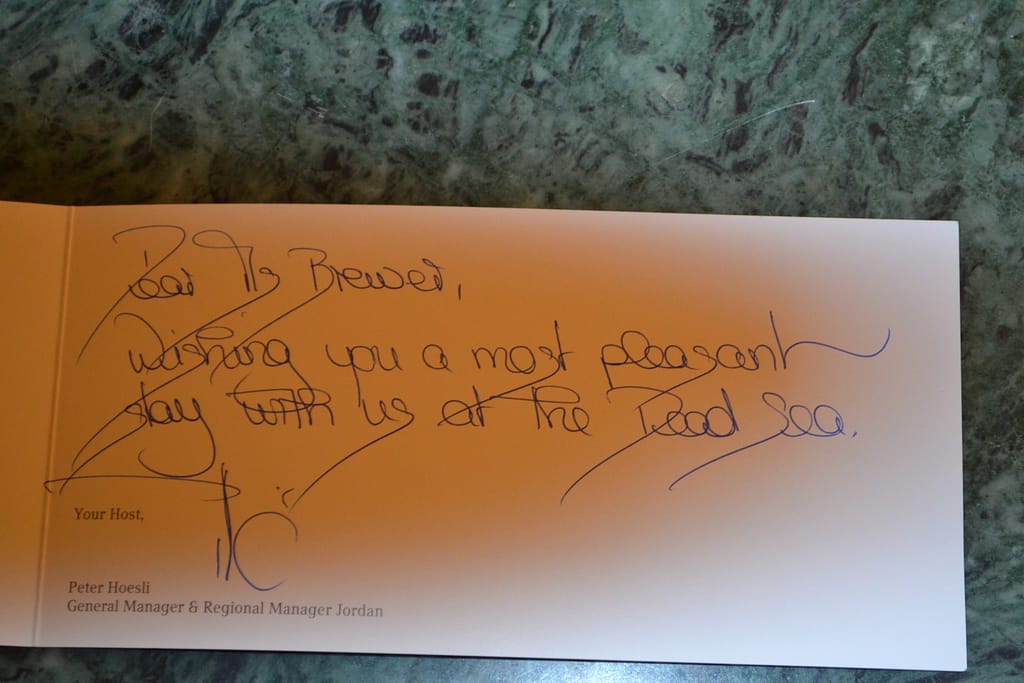 Dear Ms Brewer,
Wishing you a most pleasant
stay with us at the Dead Sea.
Your Host,
Peter Hoesli
General Manager & Regional Manager Jordan